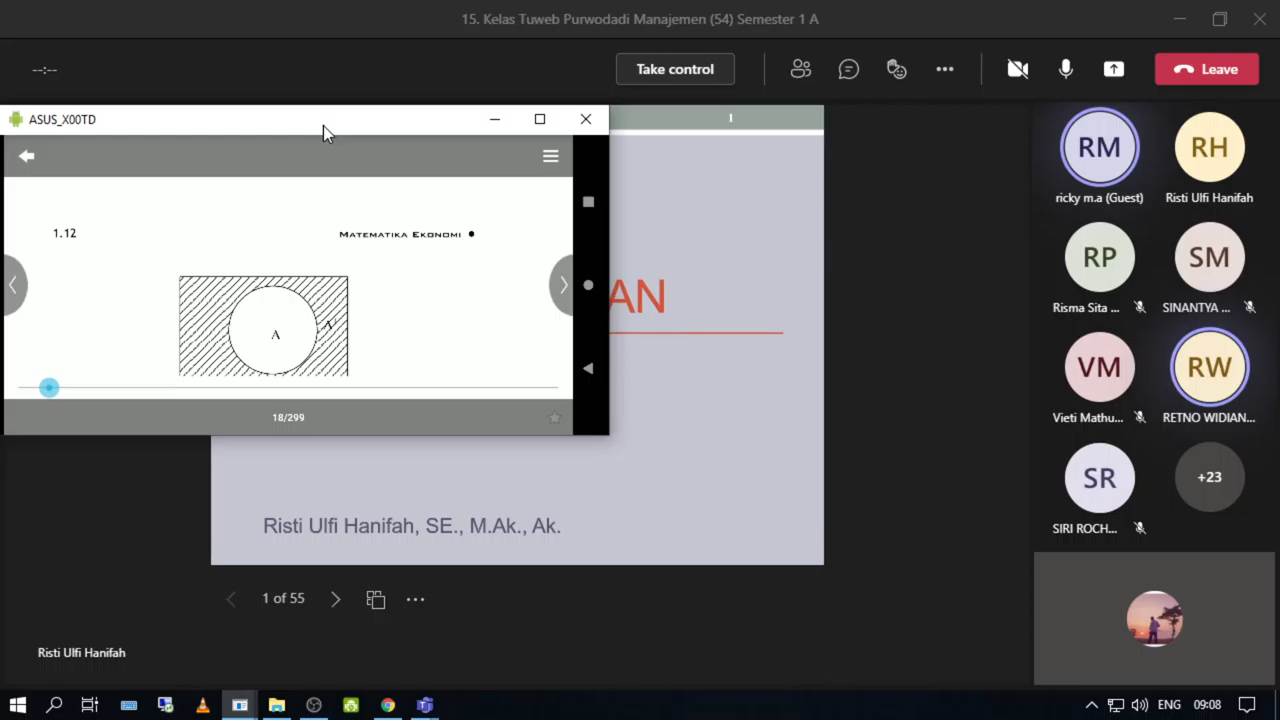 15. Kelas Tuweb Purwodadi Manajemen (54) Semester 1 A
--:--
Take control
Leave
ASUS_X00TD
1
1.12
MATEMATIKA EKONOMI ●
A
A
18/299
AN
Risti Ulfi Hanifah, SE., M.Ak., Ak.
1 of 55
Risti Ulfi Hanifah
RM
RH
ricky m.a (Guest)
Risti Ulfi Hanifah
RP
SM
Risma Sita ...
SINANTYA ...
VM
RW
Vieti Mathu...
RETNO WIDIAN...
SR
+23
SIRI ROCH...
ENG
09:08